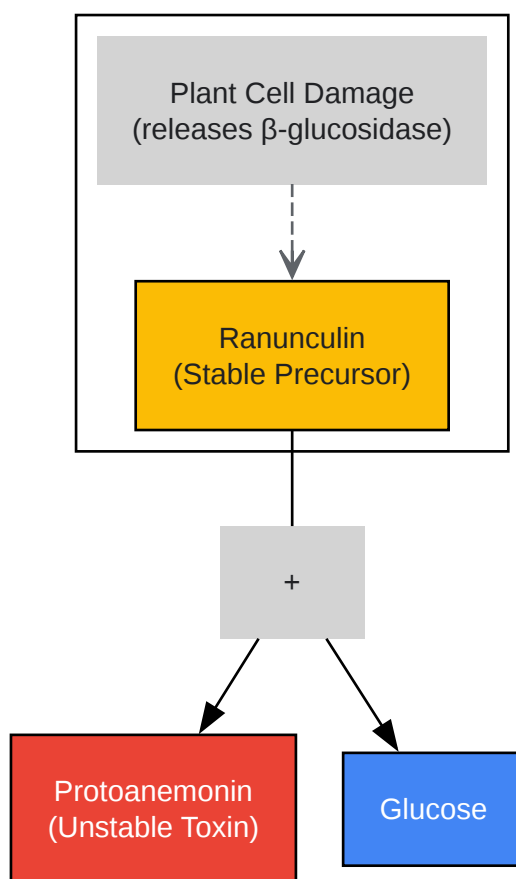 Plant Cell Damage
(releases β-glucosidase)
Ranunculin
(Stable Precursor)
+
Protoanemonin
(Unstable Toxin)
Glucose